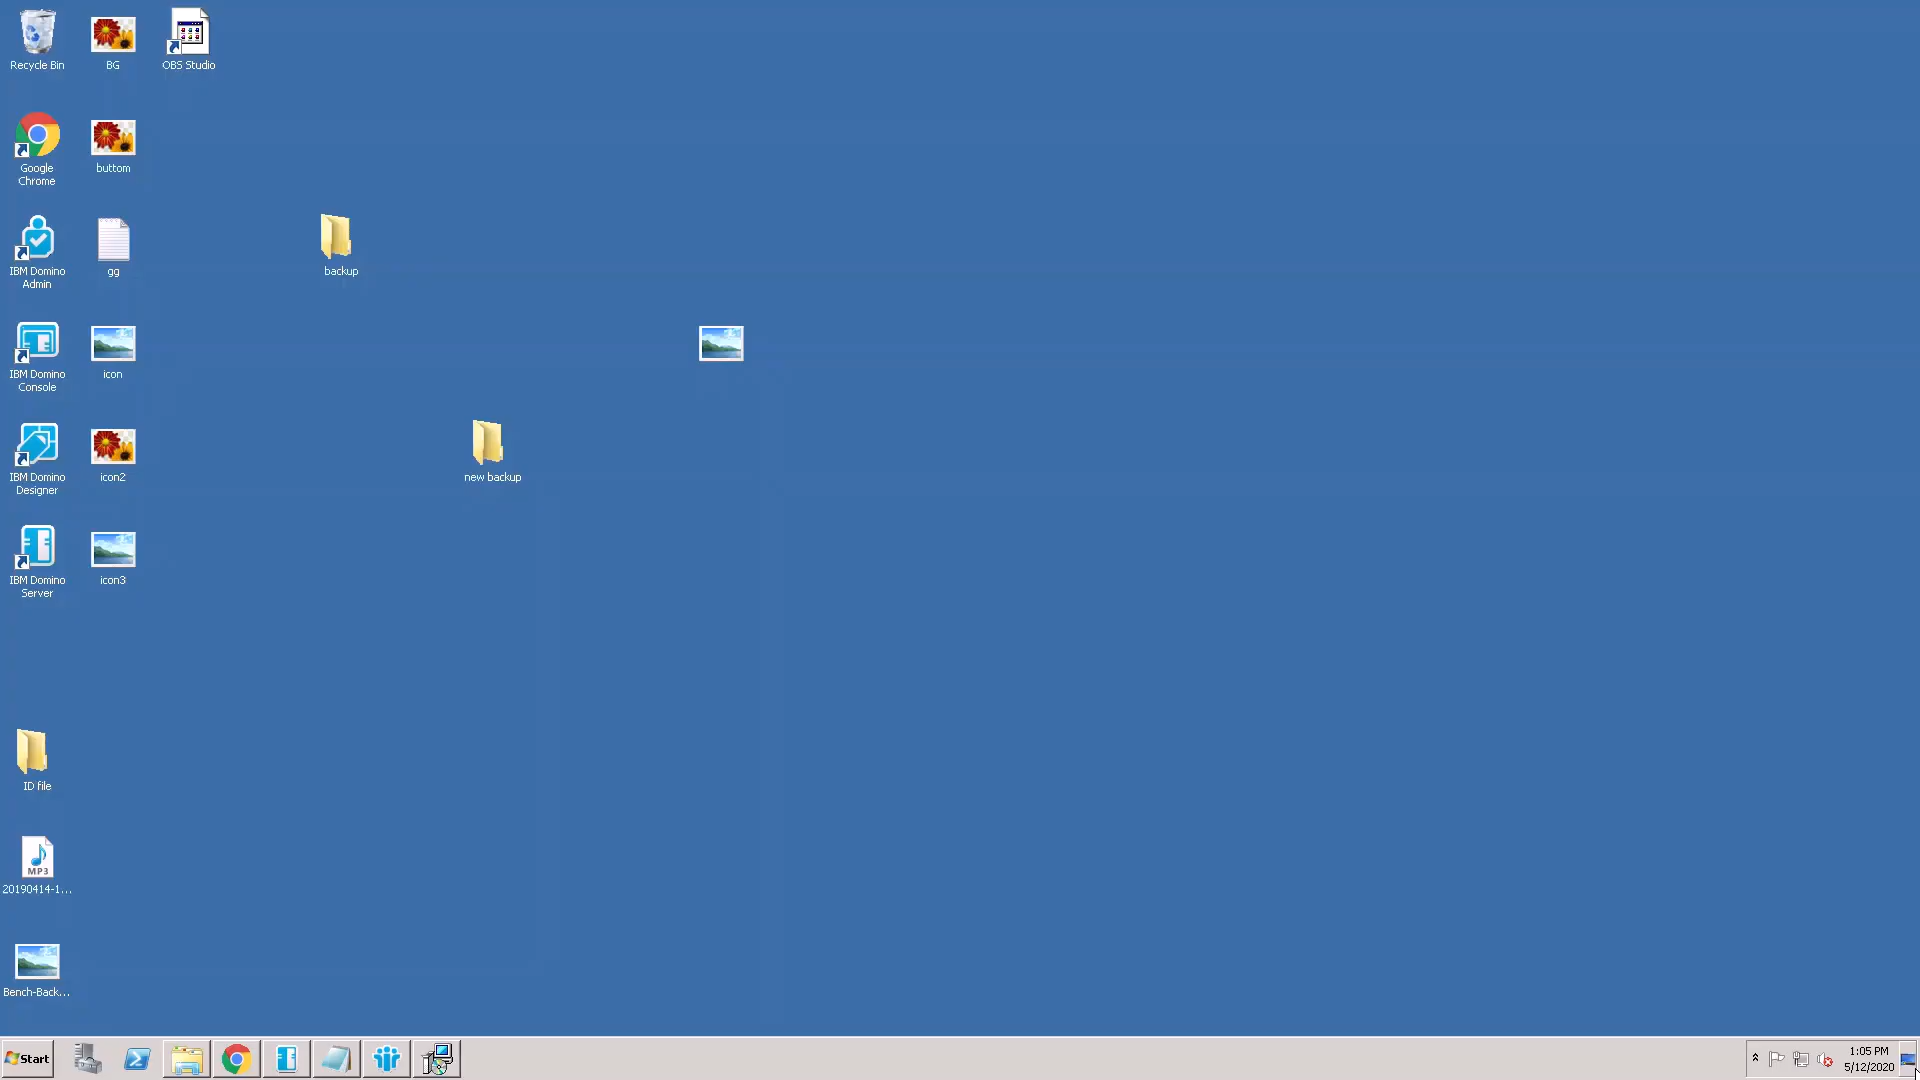 Recycle Bin
BG
OBS Studio
Google
Chrome
buttom
IBM Domino
Admin
gg
backup
IBM Domino
Console
icon
IBM Domino
Designer
icon2
new backup
IBM Domino
Server
icon3
ID file
MP3
20190414-1...
Bench-Back...
Start
1:05 PM
5/12/2020